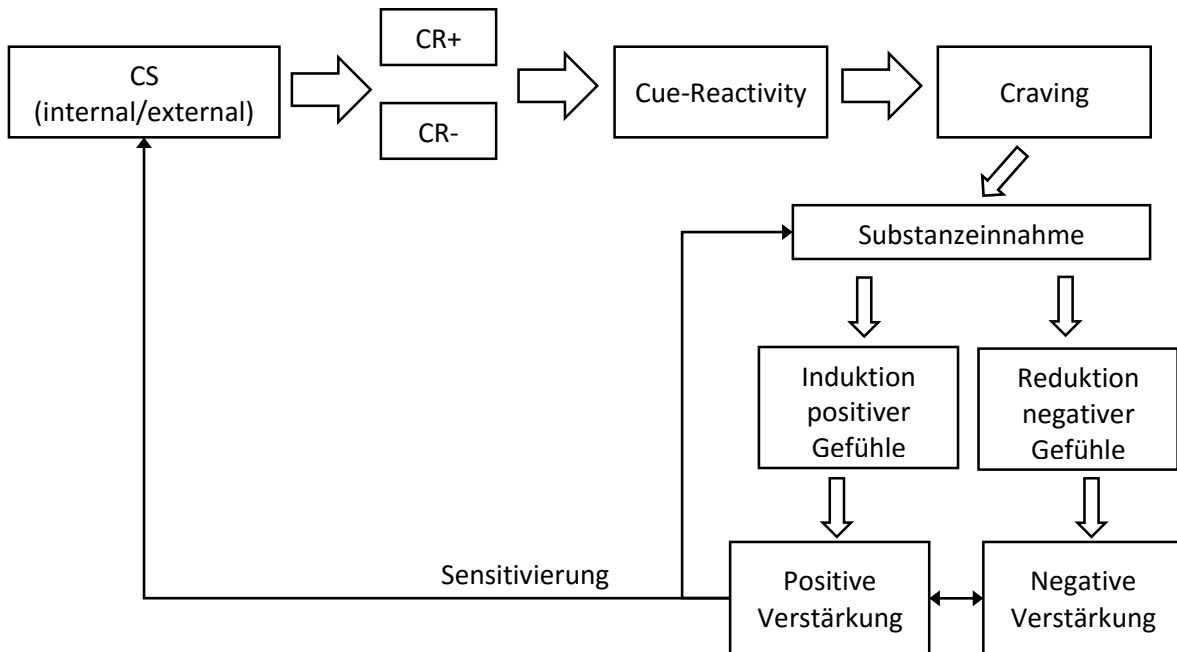 CS
(internal/external)
CR+
CR-
Cue-Reactivity
Craving
Substanzeinnahme
Induktion
positiver
Gefühle
Reduktion
negativer
Gefühle
Sensitivierung
Positive
Verstärkung
Negative
Verstärkung